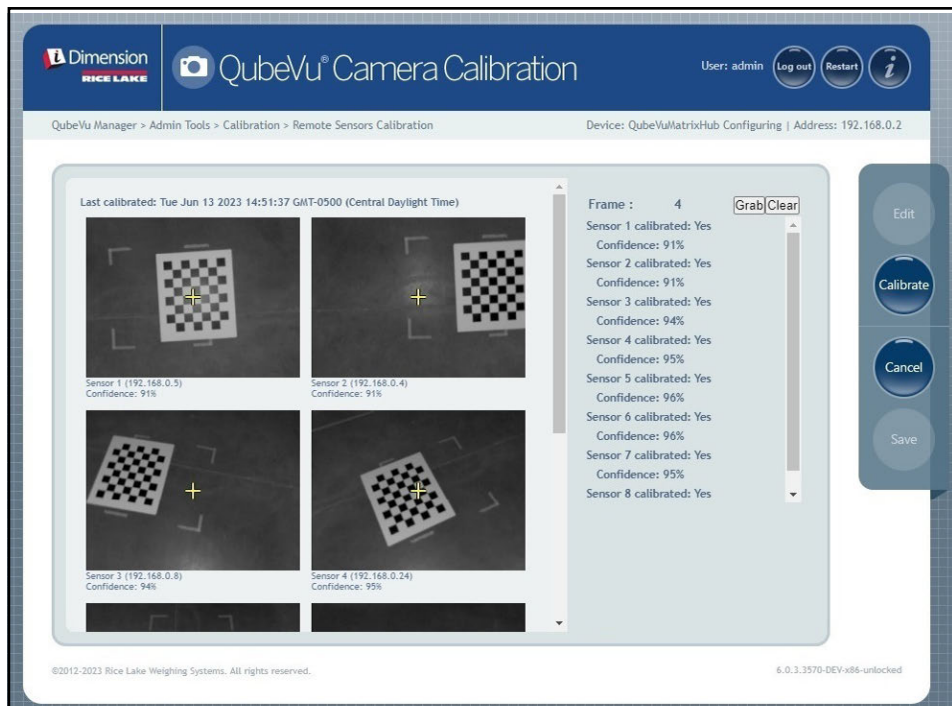 iDimension
RICE LAKE
QubeVu® Camera Calibration
User: admin
Log out
Restart
i
QubeVu Manager > Admin Tools > Calibration > Remote Sensors Calibration
Device: QubeVuMatrixHub Configuring | Address: 192.168.0.2
Last calibrated: Tue Jun 13 2023 14:51:37 GMT-0500 (Central Daylight Time)
Sensor 1 (192.168.0.5)
Confidence: 91%
Sensor 2 (192.168.0.4)
Confidence: 91%
Sensor 3 (192.168.0.8)
Confidence: 94%
Sensor 4 (192.168.0.24)
Confidence: 95%
Frame : 4
Grab
Clear
Sensor 1 calibrated: Yes
Confidence: 91%
Sensor 2 calibrated: Yes
Confidence: 91%
Sensor 3 calibrated: Yes
Confidence: 94%
Sensor 4 calibrated: Yes
Confidence: 95%
Sensor 5 calibrated: Yes
Confidence: 96%
Sensor 6 calibrated: Yes
Confidence: 96%
Sensor 7 calibrated: Yes
Confidence: 95%
Sensor 8 calibrated: Yes
Edit
Calibrate
Cancel
Save
©2012-2023 Rice Lake Weighing Systems. All rights reserved.
6.0.3.3570-DEV-x86-unlocked